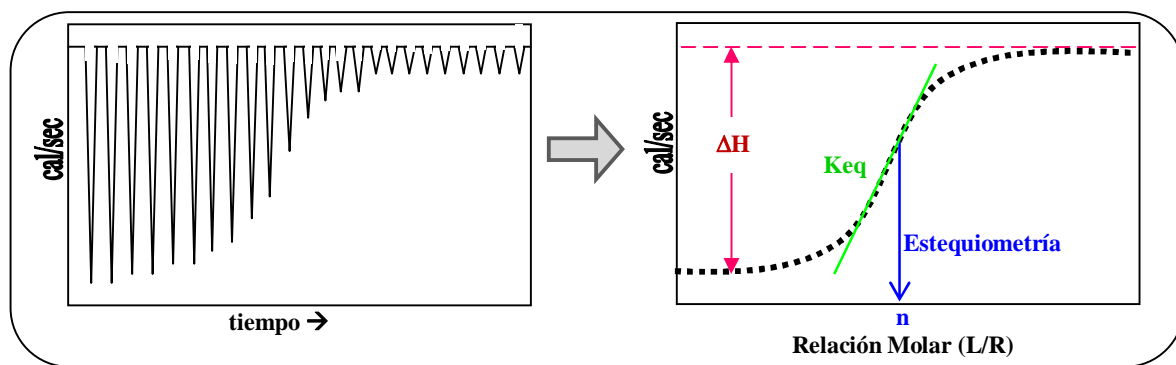 cal/sec
tiempo →
cal/sec
ΔH
Keq
Estequiometría
n
Relación Molar (L/R)